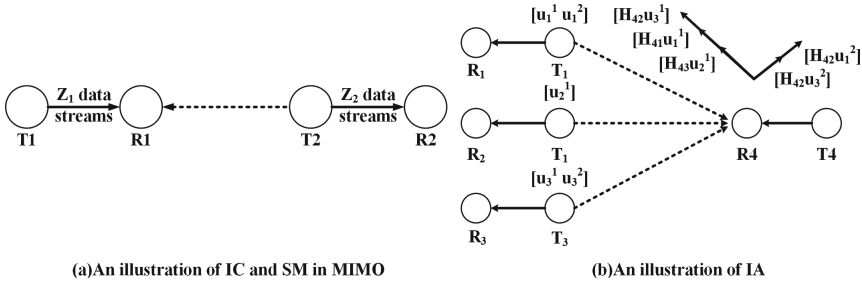 Z₁ data
streams
Z₂ data
streams
T1
R1
T2
R2
(a)An illustration of IC and SM in MIMO
[u₁¹ u₁²]
R₁
T₁
[u₂¹]
R₂
T₁
[u₃¹ u₃²]
R₃
T₃
[H₄₂u₃¹]
[H₄₁u₁¹]
[H₄₃u₂¹]
[H₄₂u₁²]
[H₄₂u₃²]
R4
T4
(b)An illustration of IA